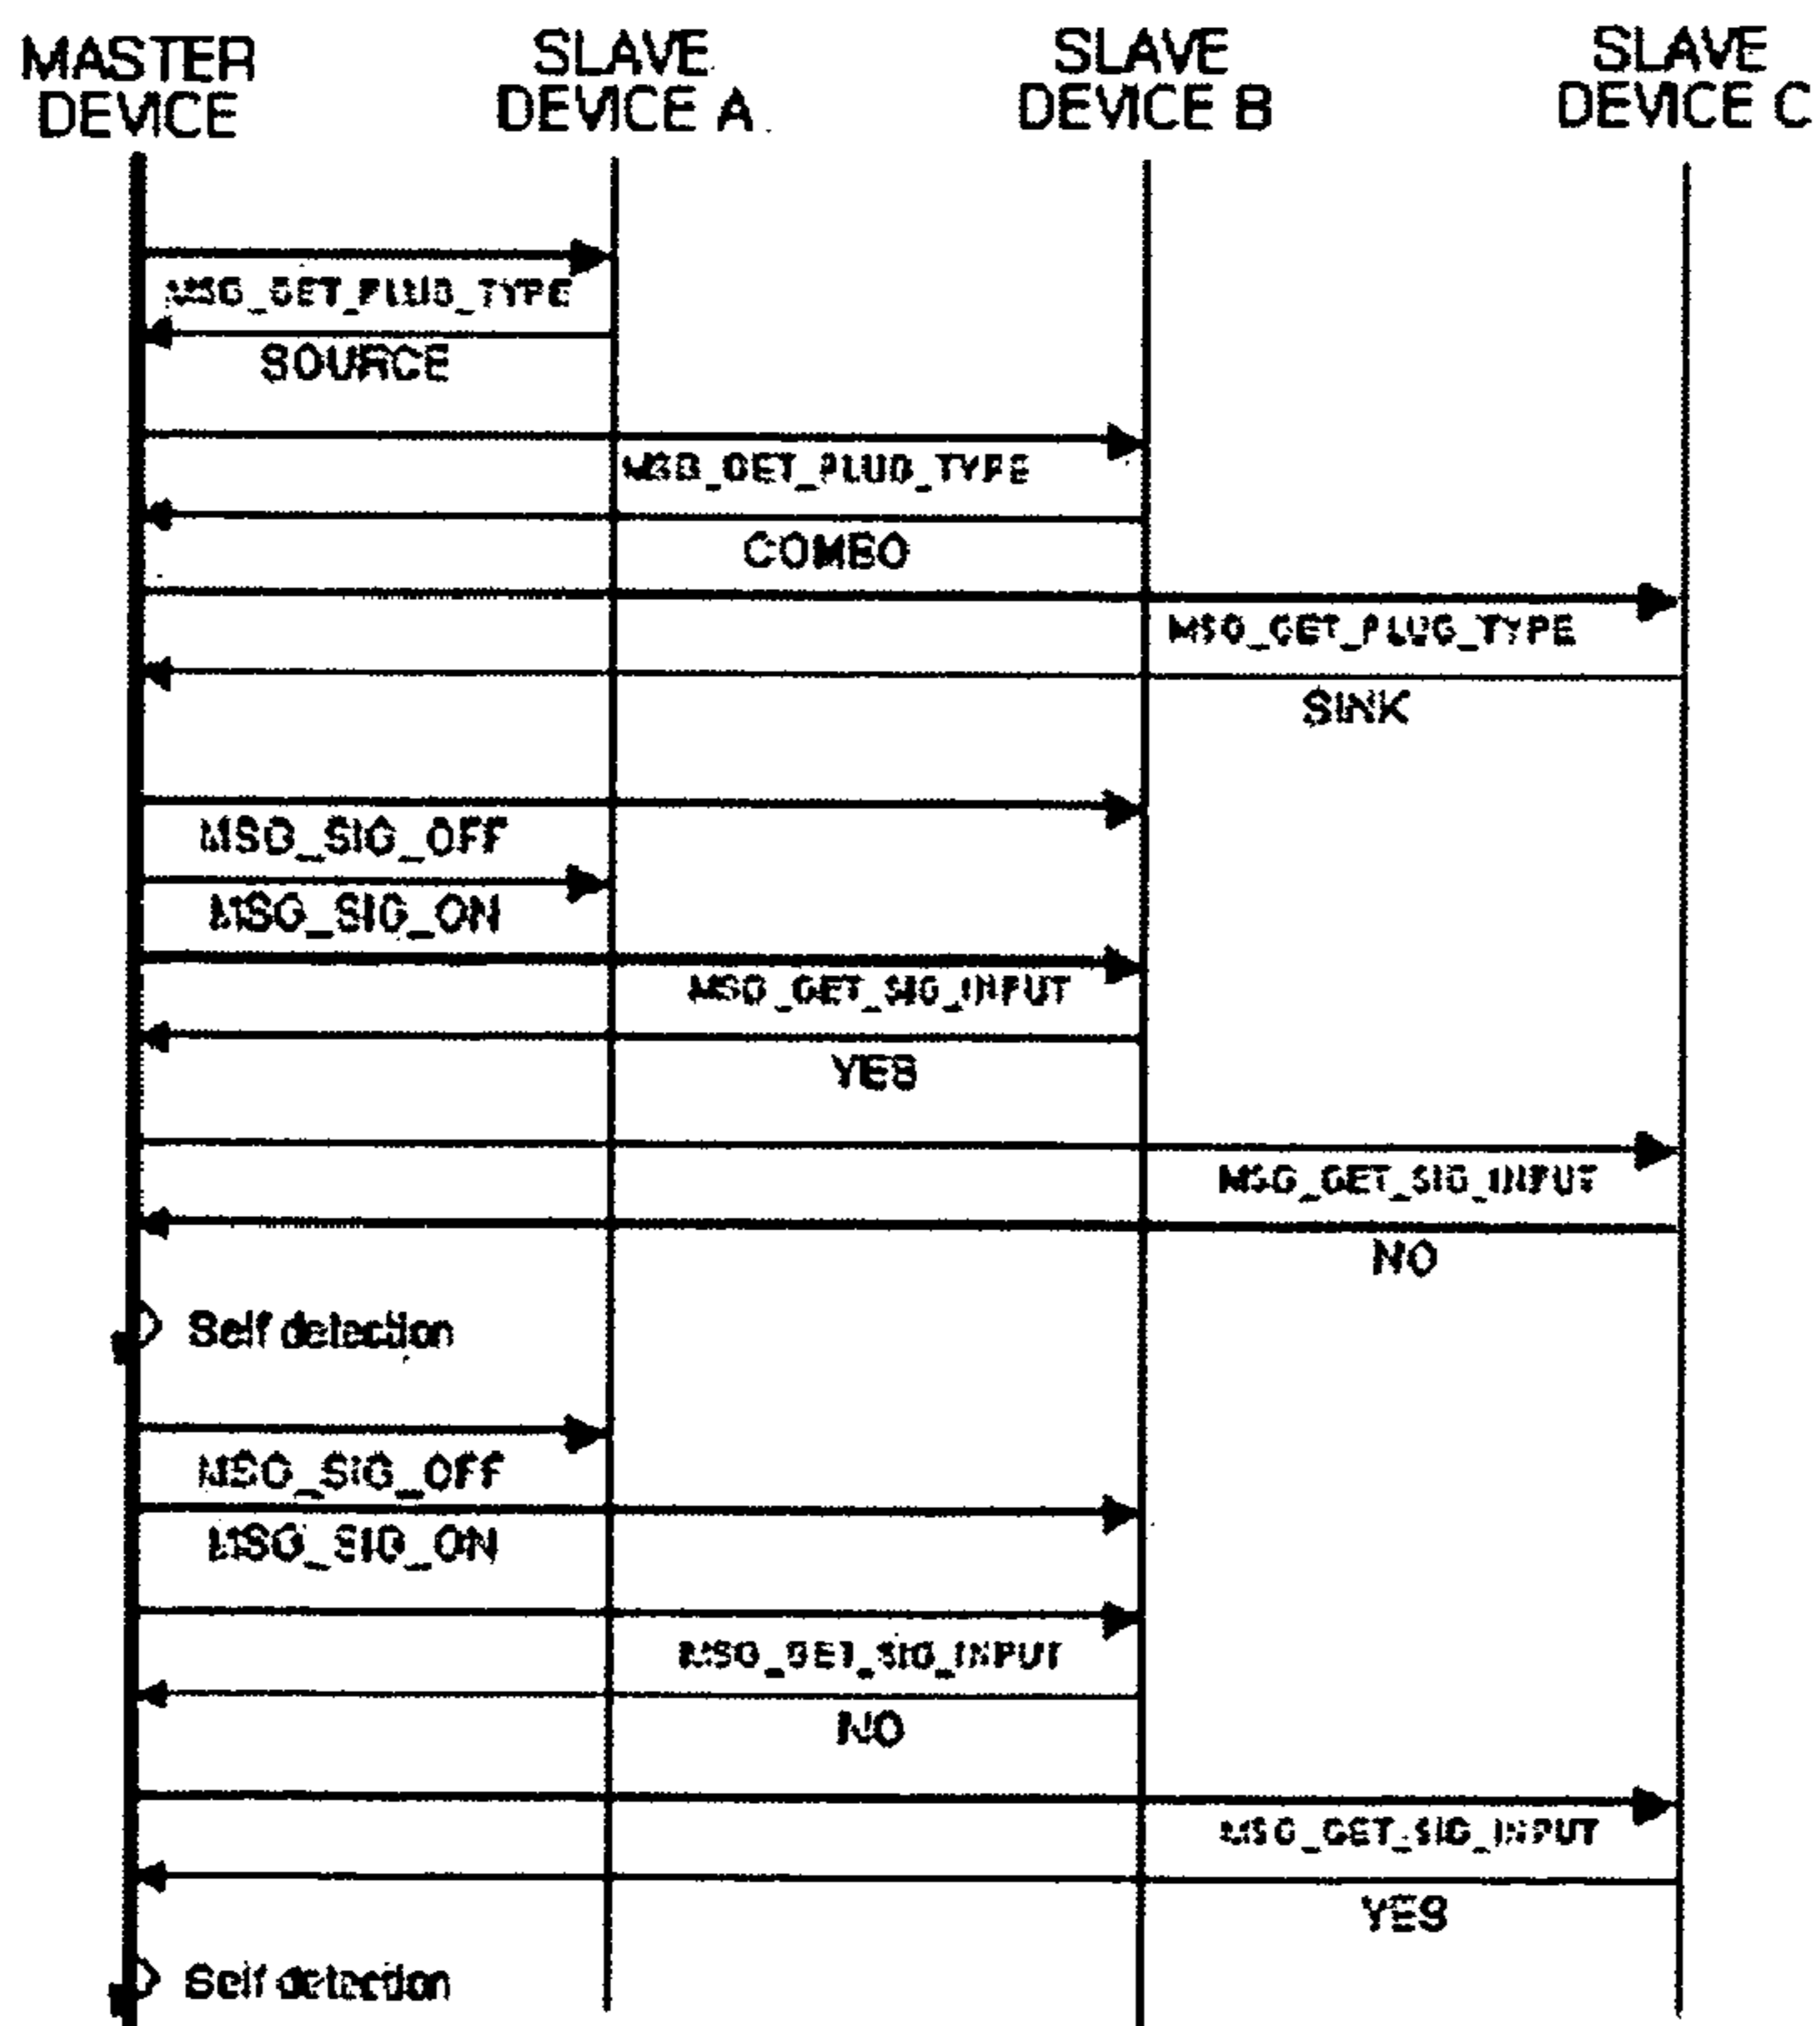 MASTER
DEVICE
SLAVE
DEVICE A
SLAVE
DEVICE B
SLAVE
DEVICE C
MSG_GET_PLUG_TYPE
SOURCE
MSG_GET_PLUG_TYPE
COMBO
MSG_GET_PLUG_TYPE
SINK
MSG_SIG_OFF
MSG_SIG_ON
MSG_GET_SIG_INPUT
YES
MSG_GET_SIG_INPUT
NO
Self detection
MSG_SIG_OFF
MSG_SIG_ON
MSG_GET_SIG_INPUT
NO
MSG_GET_SIG_INPUT
YES
Self detection